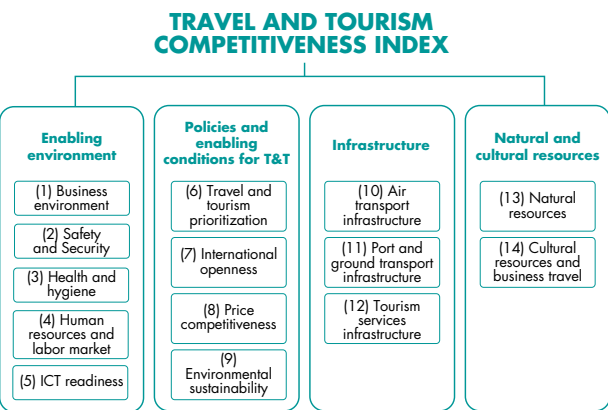 TRAVEL AND TOURISM
COMPETITIVENESS INDEX
Enabling
environment
(1) Business
environment
(2) Safety
and Security
(3) Health and
hygiene
(4) Human
resources and
labor market
(5) ICT readiness
Policies and
enabling
conditions for T&T
(6) Travel and
tourism
prioritization
(7) International
openness
(8) Price
competitiveness
(9)
Environmental
sustainability
Infrastructure
(10) Air
transport
infrastructure
(11) Port and
ground transport
infrastructure
(12) Tourism
services
infrastructure
Natural and
cultural resources
(13) Natural
resources
(14) Cultural
resources and
business travel